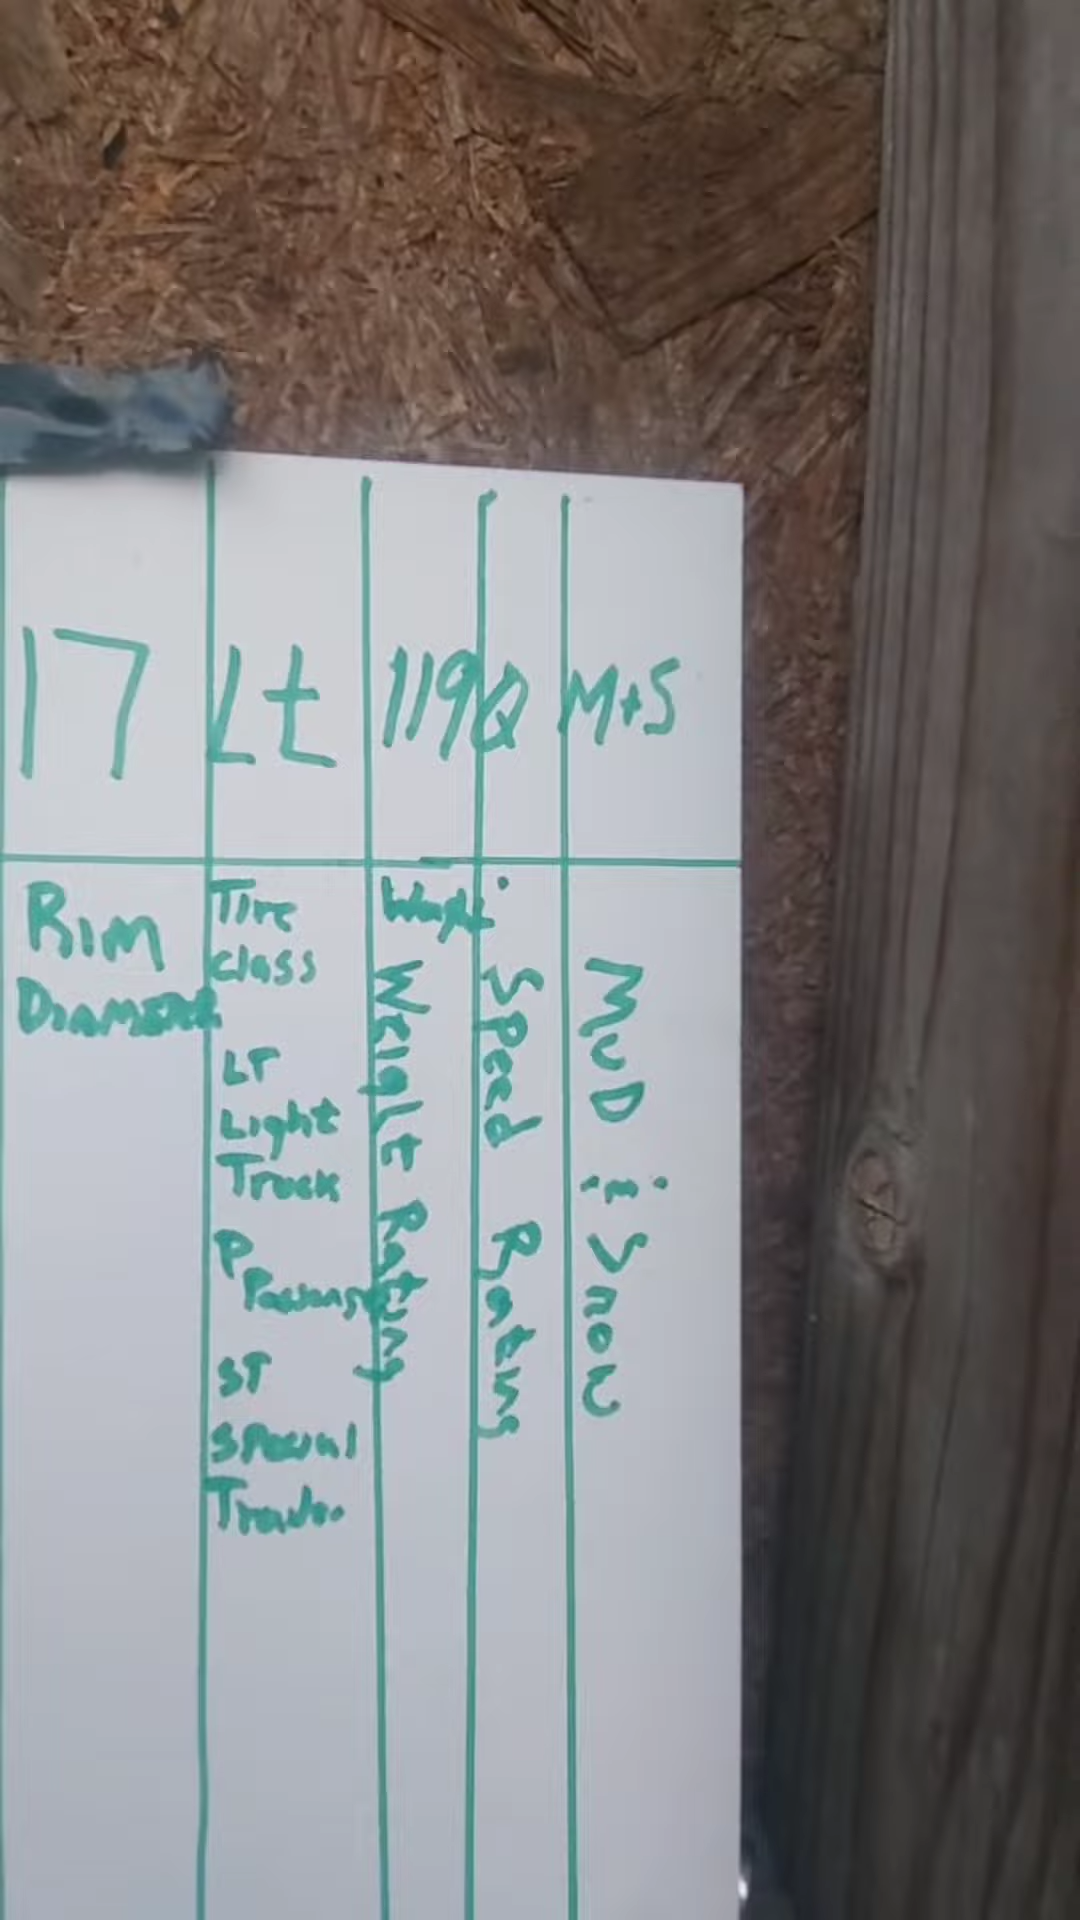 17 Lt 119 Q M+S
Rim
Diameter
Tire
class
LT
Light
Truck
P
Passenger
ST
Special
Trailer
Weight Rating
Speed Rating
MuD & Snow